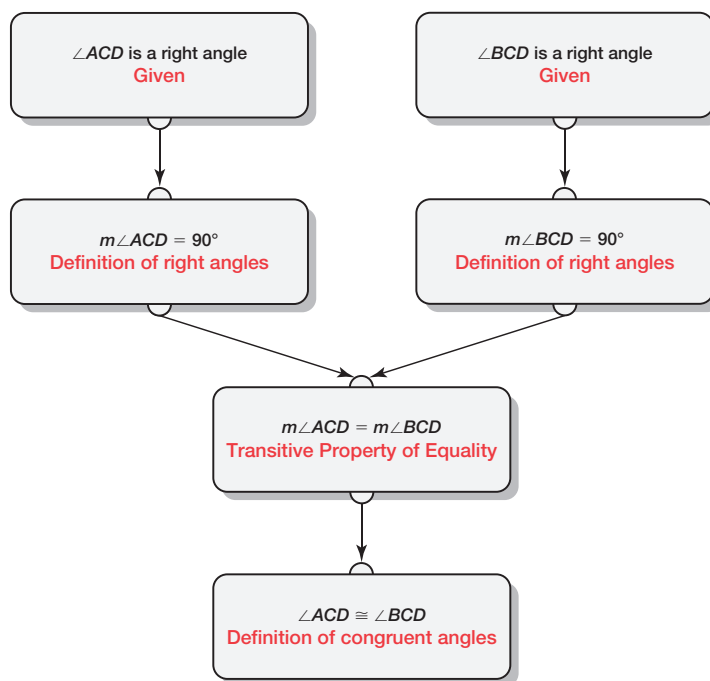 ∠ACD is a right angle
Given
∠BCD is a right angle
Given
m∠ACD = 90°
Definition of right angles
m∠BCD = 90°
Definition of right angles
m∠ACD = m∠BCD
Transitive Property of Equality
∠ACD ≅ ∠BCD
Definition of congruent angles